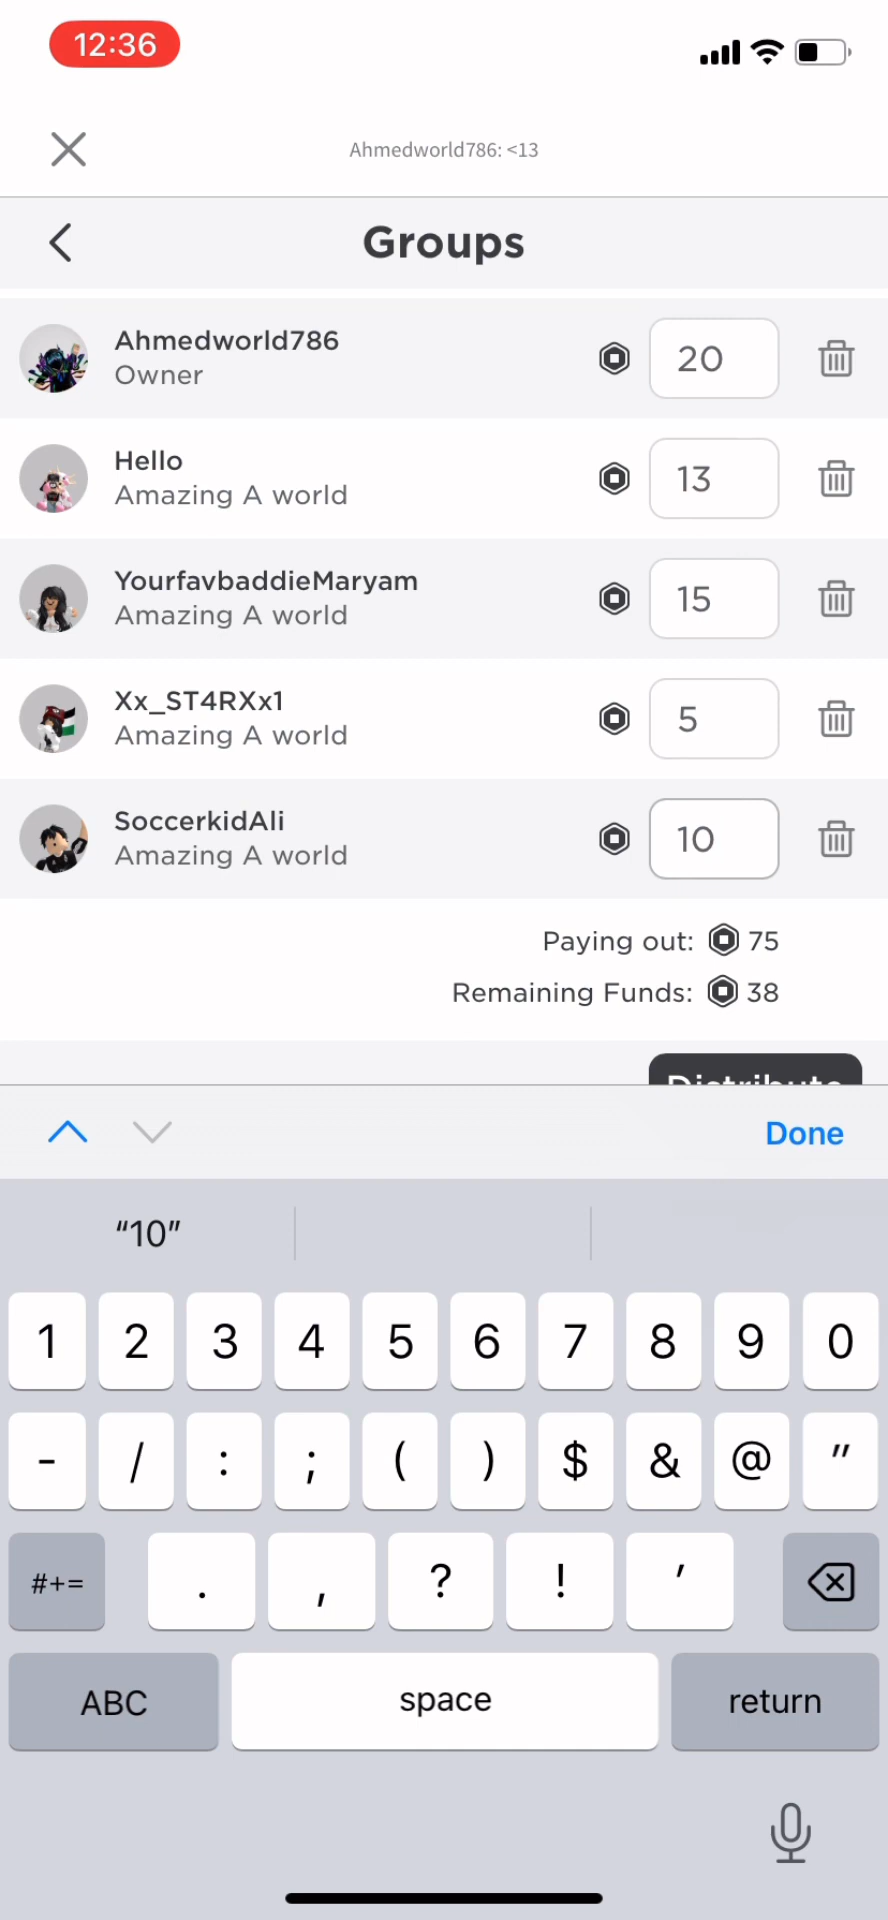 12:36
Ahmedworld786: <13
Groups
Ahmedworld786
Owner
20
Hello
Amazing A world
13
YourfavbaddieMaryam
Amazing A world
15
Xx_ST4RXx1
Amazing A world
5
SoccerkidAli
Amazing A world
10
Paying out: 75
Remaining Funds: 38
Distribute
Done
“10”
1 2 3 4 5 6 7 8 9 0
- / : ; ( ) $ & @ "
#+= . , ? ! '
ABC space return